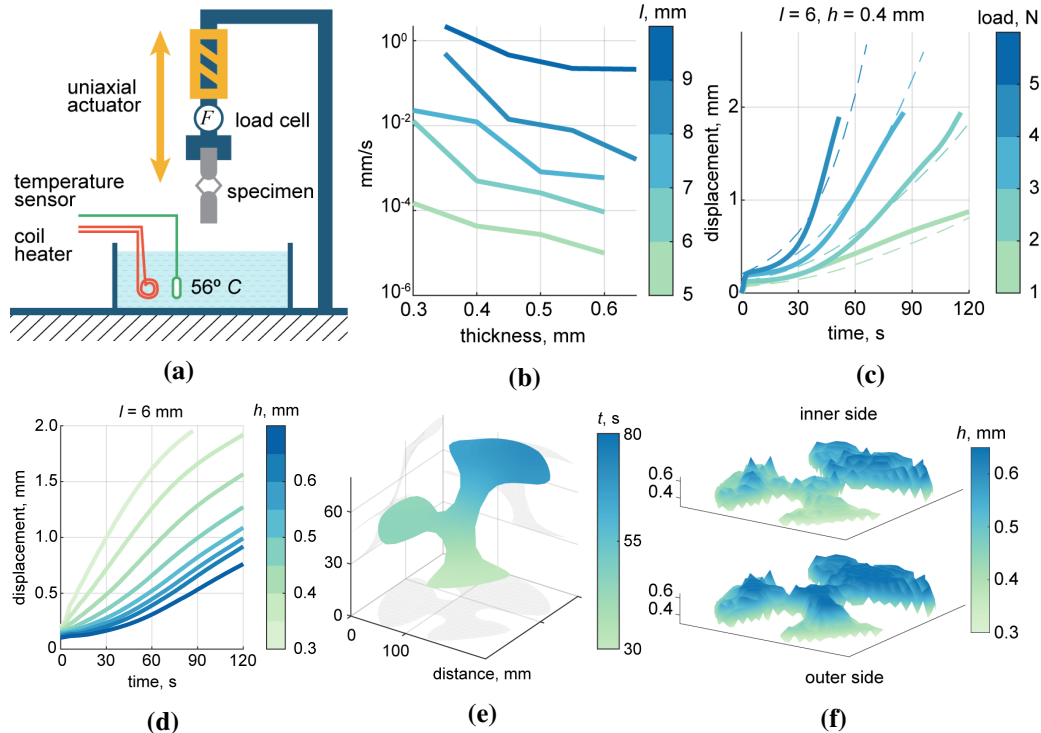 uniaxial
actuator
F
load cell
specimen
temperature
sensor
coil
heater
56º C
(a)
l, mm
10⁰
10⁻²
10⁻⁴
10⁻⁶
mm/s
0.3 0.4 0.5 0.6
thickness, mm
9
8
7
6
5
(b)
l = 6, h = 0.4 mm
load, N
displacement, mm
2
1
0
0 30 60 90 120
time, s
5
4
3
2
1
(c)
l = 6 mm
h, mm
displacement, mm
2.0
1.5
1.0
0.5
0
0 30 60 90 120
time, s
0.6
0.5
0.4
0.3
(d)
t, s
80
55
30
60
30
0
0
100
distance, mm
(e)
inner side
h, mm
0.6
0.4
0.6
0.4
0.6
0.5
0.4
0.3
outer side
(f)